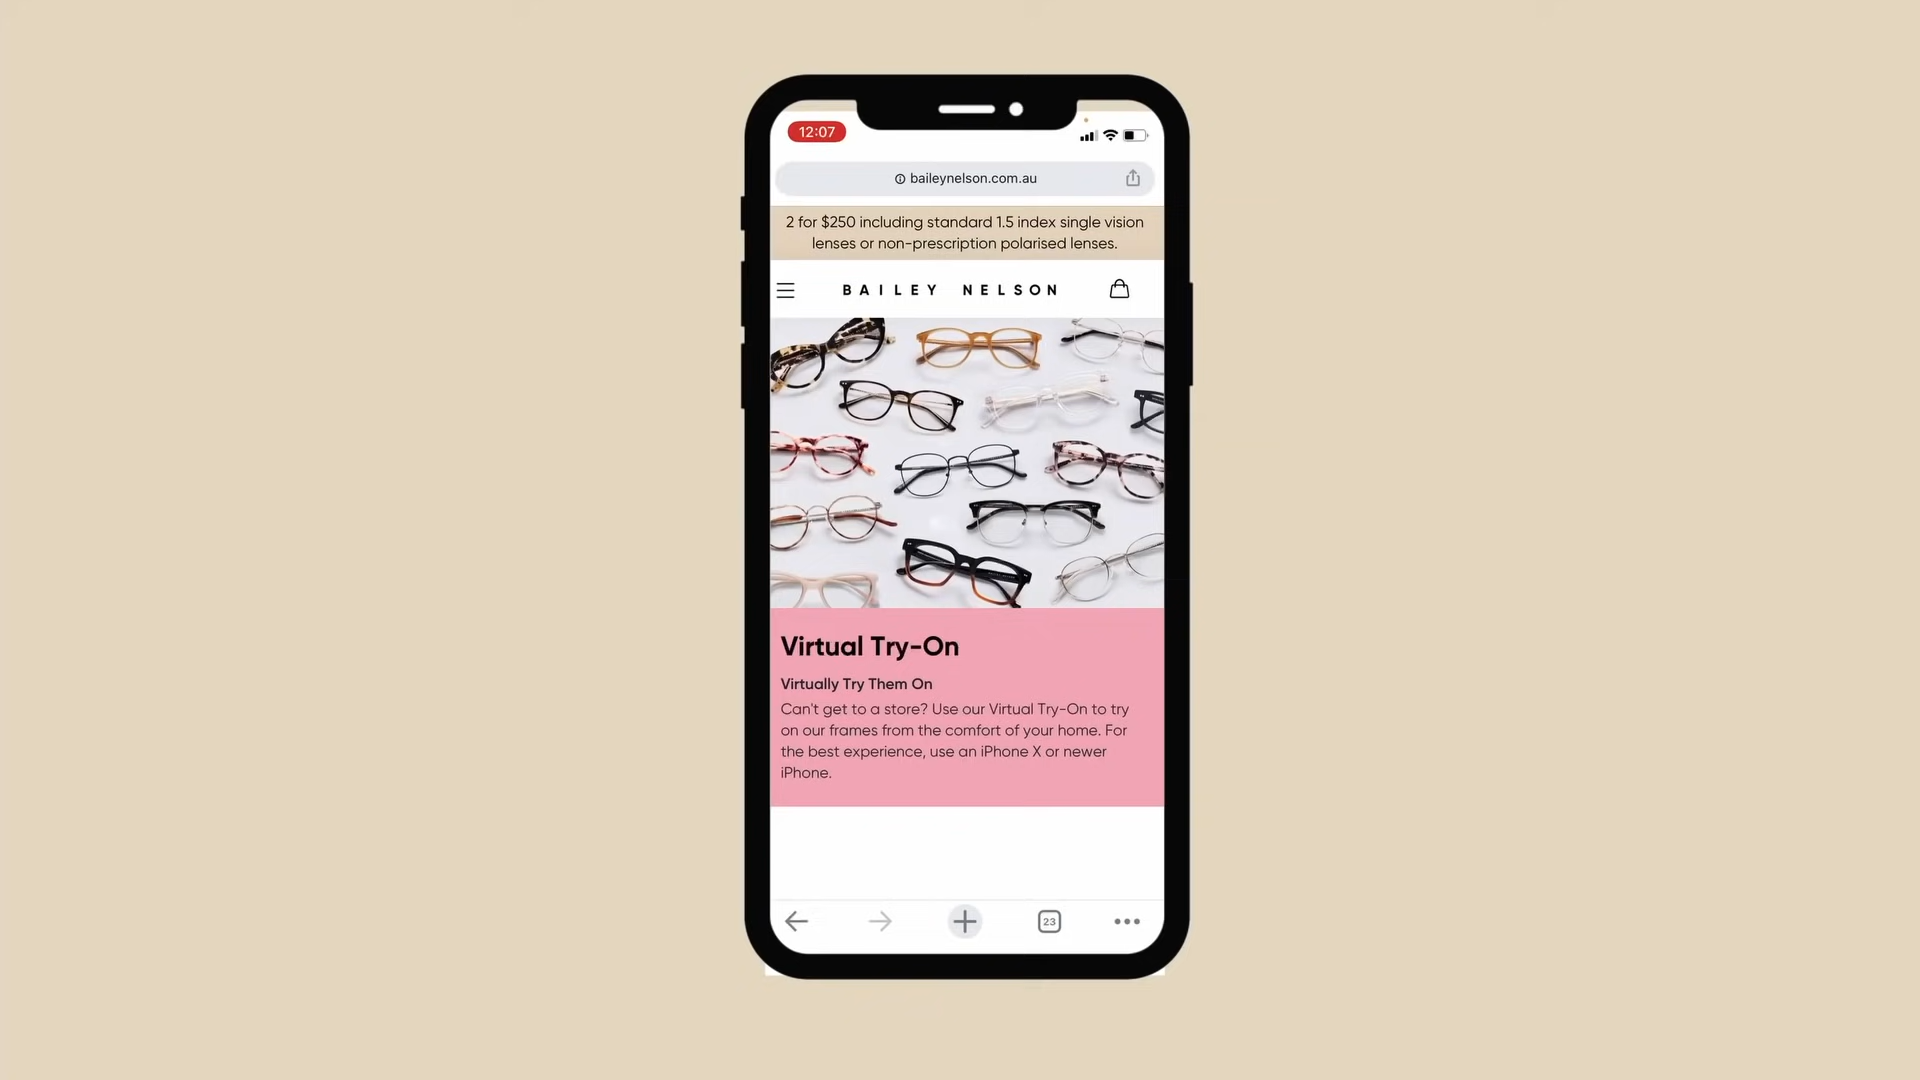 12:07
baileynelson.com.au
2 for $250 including standard 1.5 index single vision
lenses or non-prescription polarised lenses.
BAILEY NELSON
Virtual Try-On
Virtually Try Them On
Can't get to a store? Use our Virtual Try-On to try
on our frames from the comfort of your home. For
the best experience, use an iPhone X or newer
iPhone.
23